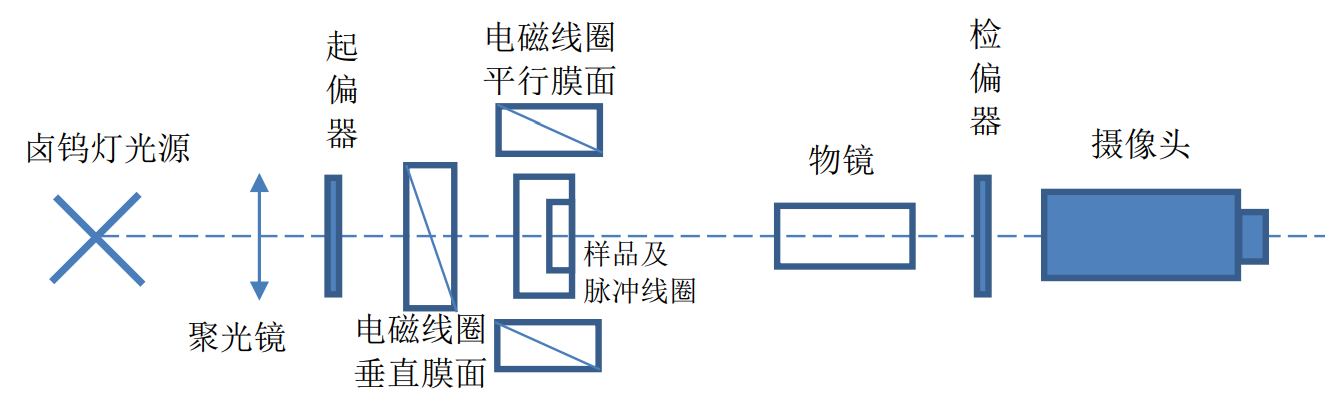 卤钨灯光源
聚光镜
起
偏
器
电磁线圈
垂直膜面
电磁线圈
平行膜面
样品及
脉冲线圈
物镜
检
偏
器
摄像头